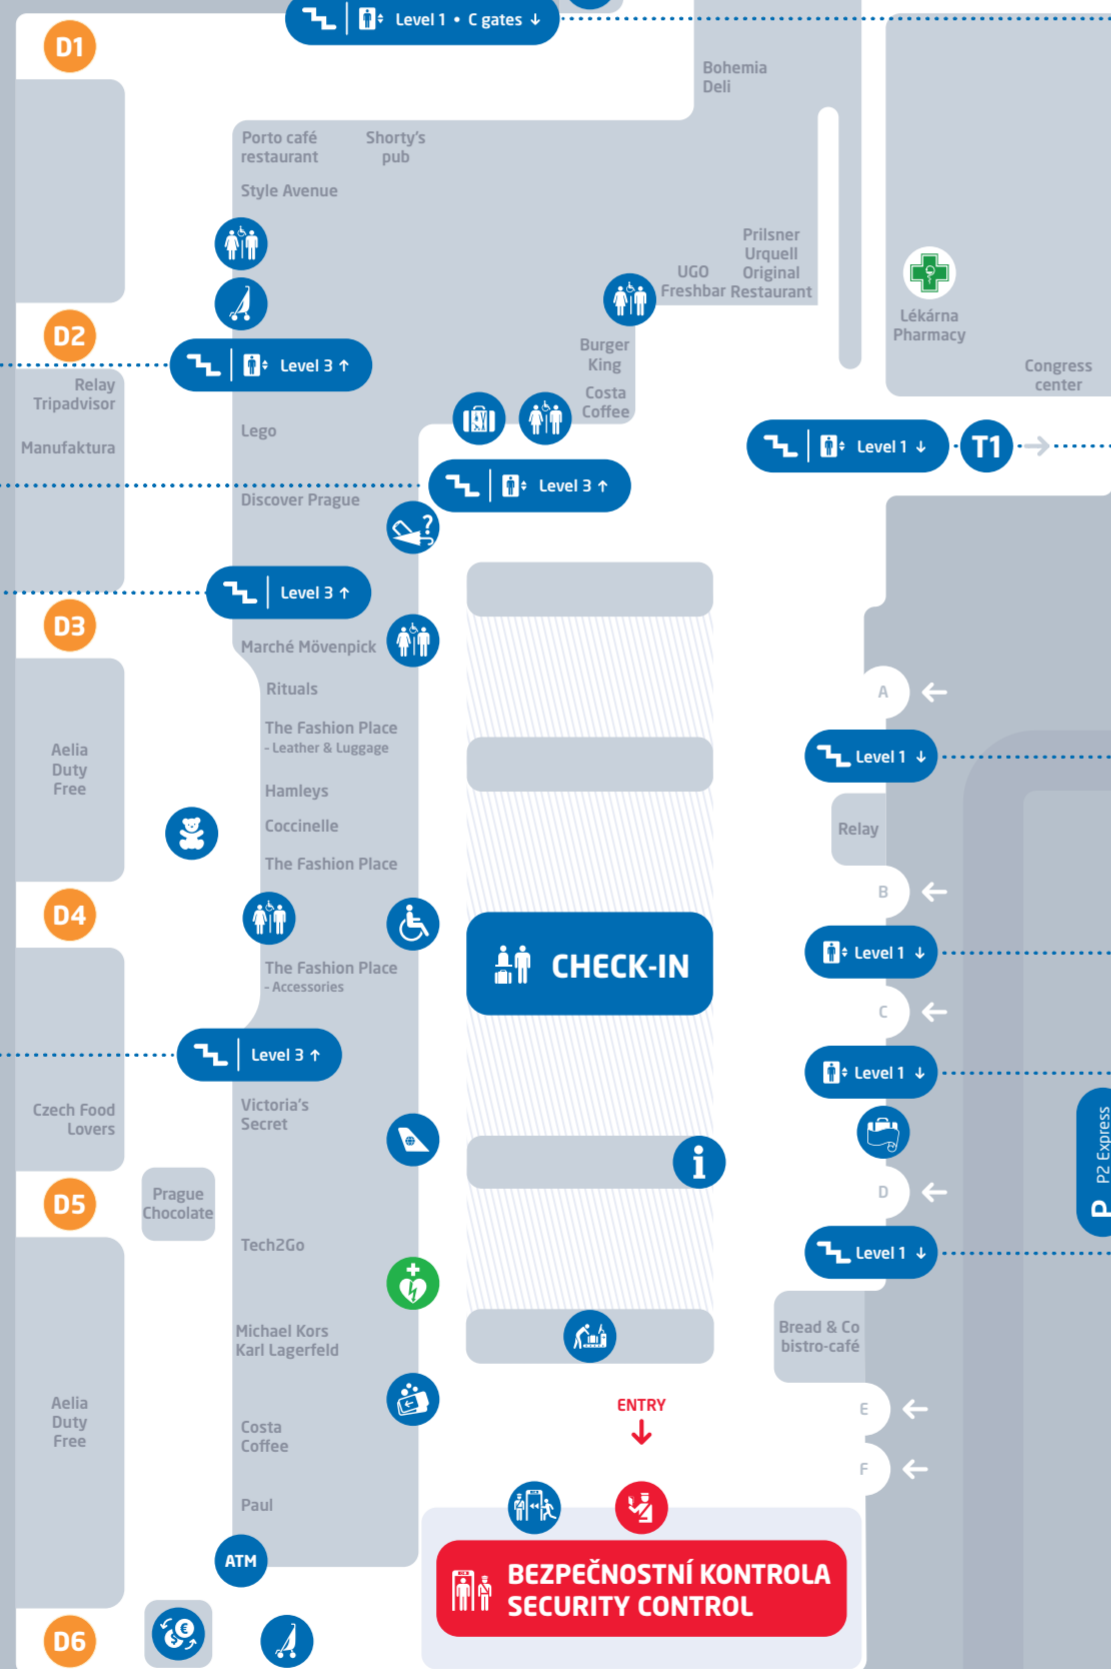 Level 1 • C gates ↓
D1
Bohemia
Deli
Porto café
restaurant
Shorty's
pub
Style Avenue
Prilsner
Urquell
Original
Restaurant
UGO
Freshbar
Lékárna
Pharmacy
D2
Burger
King
Level 3 ↑
Congress
center
Relay
Tripadvisor
Costa
Coffee
Lego
Manufaktura
Level 1 ↓
T1
Level 3 ↑
Discover Prague
?
Level 3 ↑
D3
Marché Mövenpick
Rituals
A
The Fashion Place
- Leather & Luggage
Level 1 ↓
Aelia
Duty
Free
Hamleys
Coccinelle
Relay
The Fashion Place
B
D4
CHECK-IN
Level 1 ↓
The Fashion Place
- Accessories
C
Level 3 ↑
Level 1 ↓
Czech Food
Lovers
Victoria's
Secret
P P2 Express
i
D
D5
Prague
Chocolate
Tech2Go
Level 1 ↓
Michael Kors
Karl Lagerfeld
Bread & Co
bistro-café
Aelia
Duty
Free
ENTRY
E
Costa
Coffee
F
Paul
ATM
BEZPEČNOSTNÍ KONTROLA
SECURITY CONTROL
D6
$ €